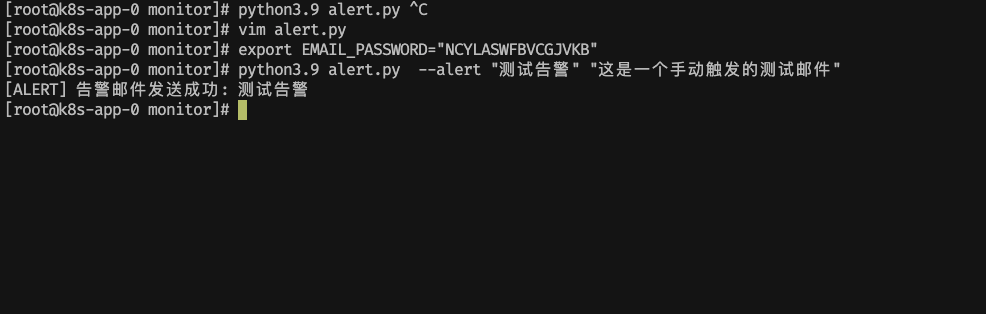 [root@k8s-app-0 monitor]# python3.9 alert.py ^C
[root@k8s-app-0 monitor]# vim alert.py
[root@k8s-app-0 monitor]# export EMAIL_PASSWORD="NCYLASWFBVCGJVKB"
[root@k8s-app-0 monitor]# python3.9 alert.py  --alert "测试告警" "这是一个手动触发的测试邮件"
[ALERT] 告警邮件发送成功: 测试告警
[root@k8s-app-0 monitor]#